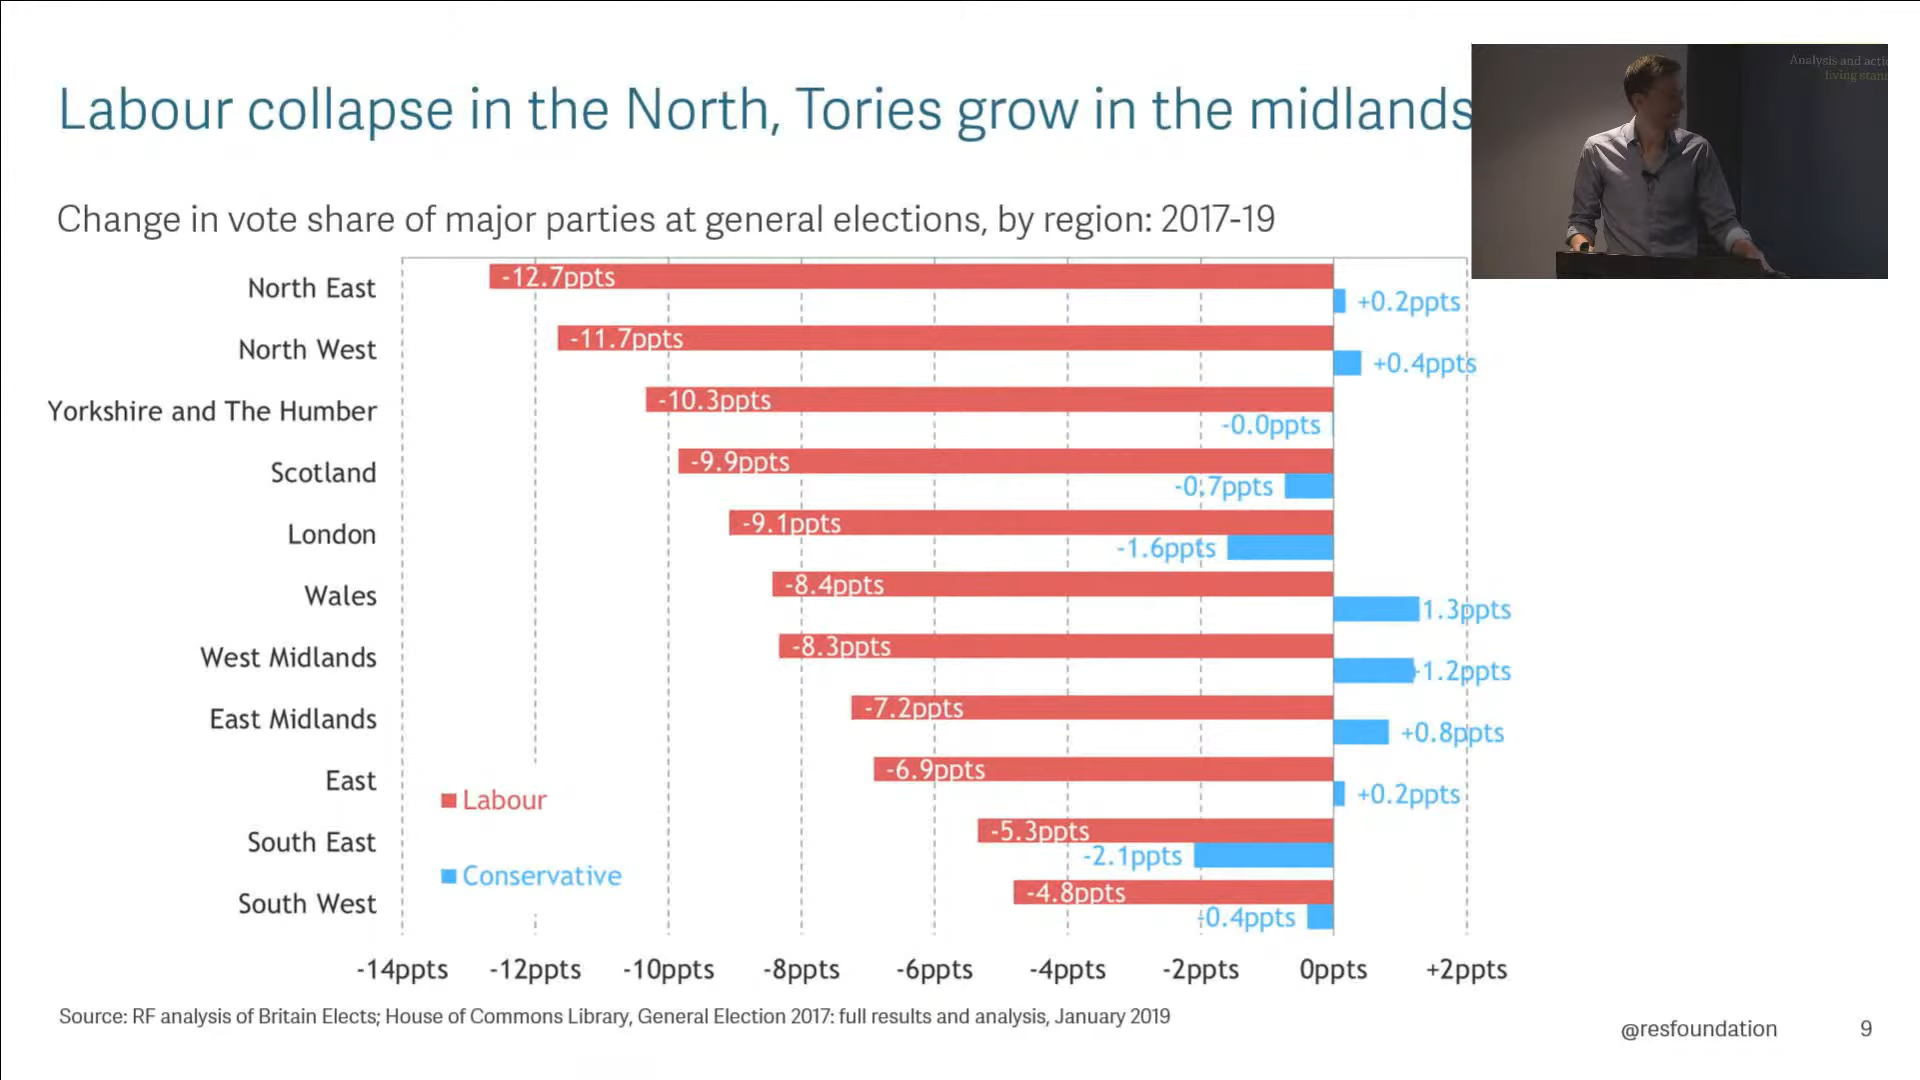 Labour collapse in the North, Tories grow in the midlands
Analysis and
living
Change in vote share of major parties at general elections, by region: 2017-19
North East
-12.7ppts
+0.2ppts
North West
-11.7ppts
+0.4ppts
Yorkshire and The Humber
-10.3ppts
-0.0ppts
Scotland
-9.9ppts
-0.7ppts
London
-9.1ppts
-1.6ppts
Wales
-8.4ppts
1.3ppts
West Midlands
-8.3ppts
+1.2ppts
East Midlands
-7.2ppts
+0.8ppts
East
-6.9ppts
+0.2ppts
South East
-5.3ppts
-2.1ppts
South West
-4.8ppts
-0.4ppts
Labour
Conservative
-14ppts -12ppts -10ppts -8ppts -6ppts -4ppts -2ppts 0ppts +2ppts
Source: RF analysis of Britain Elects; House of Commons Library, General Election 2017: full results and analysis, January 2019
@resfoundation 9